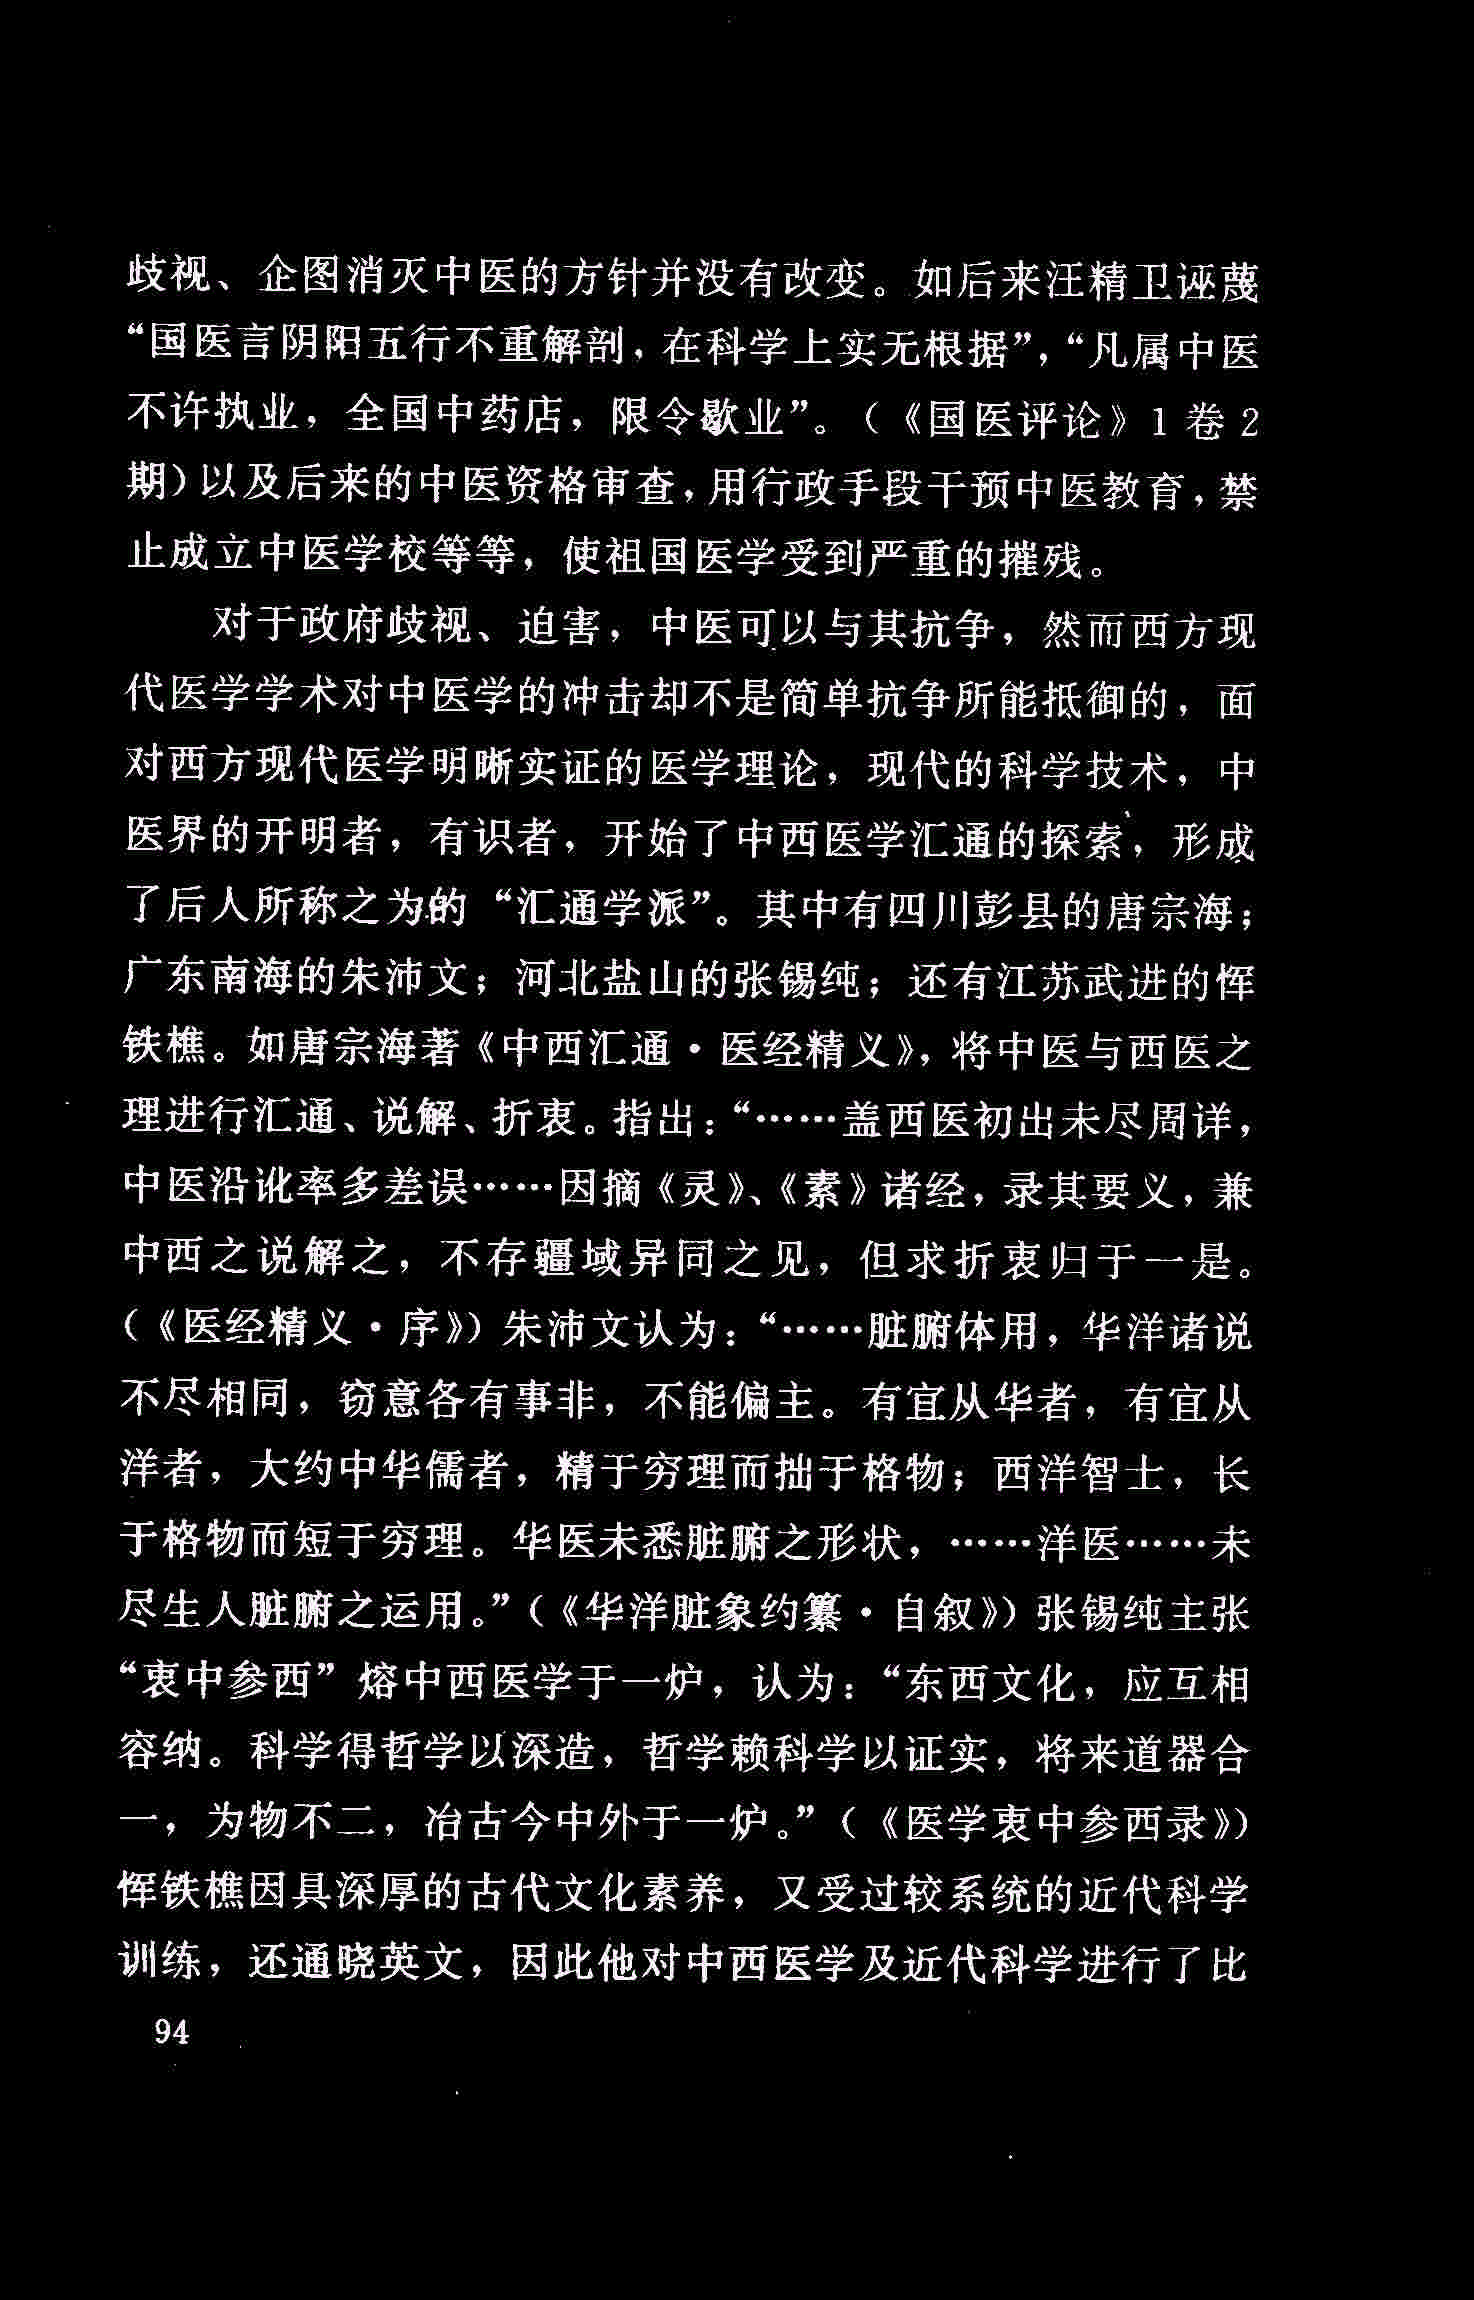 歧视、企图消灭中医的方针并没有改变。如后来汪精卫诬蔑
“国医言阴阳五行不重解剖，在科学上实无根据”，“凡属中医
不许执业，全国中药店，限令歇业”。（《国医评论》1卷2
期）以及后来的中医资格审查，用行政手段干预中医教育，禁
止成立中医学校等等，使祖国医学受到严重的摧残。
对于政府歧视、迫害，中医可以与其抗争，然而西方现
代医学学术对中医学的冲击却不是简单抗争所能抵御的，面
对西方现代医学明晰实证的医学理论，现代的科学技术，中
医界的开明者，有识者，开始了中西医学汇通的探索，形成
了后人所称之为的“汇通学派”。其中有四川彭县的唐宗海；
广东南海的朱沛文；河北盐山的张锡纯；还有江苏武进的恽
铁樵。如唐宗海著《中西汇通·医经精义》，将中医与西医之
理进行汇通、说解、折衷。指出：“……盖西医初出未尽周详，
中医沿讹率多差误……因摘《灵》、《素》诸经，录其要义，兼
中西之说解之，不存疆域异同之见，但求折衷归于一是。
（《医经精义·序》）朱沛文认为：“……脏腑体用，华洋诸说
不尽相同，窃意各有事非，不能偏主。有宜从华者，有宜从
洋者，大约中华儒者，精于穷理而拙于格物；西洋智士，长
于格物而短于穷理。华医未悉脏腑之形状，……洋医……未
尽生人脏腑之运用。”（《华洋脏象约纂·自叙》）张锡纯主张
“衷中参西”熔中西医学于一炉，认为：“东西文化，应互相
容纳。科学得哲学以深造，哲学赖科学以证实，将来道器合
一，为物不二，冶古今中外于一炉。”（《医学衷中参西录》）
恽铁樵因具深厚的古代文化素养，又受过较系统的近代科学
训练，还通晓英文，因此他对中西医学及近代科学进行了比
94